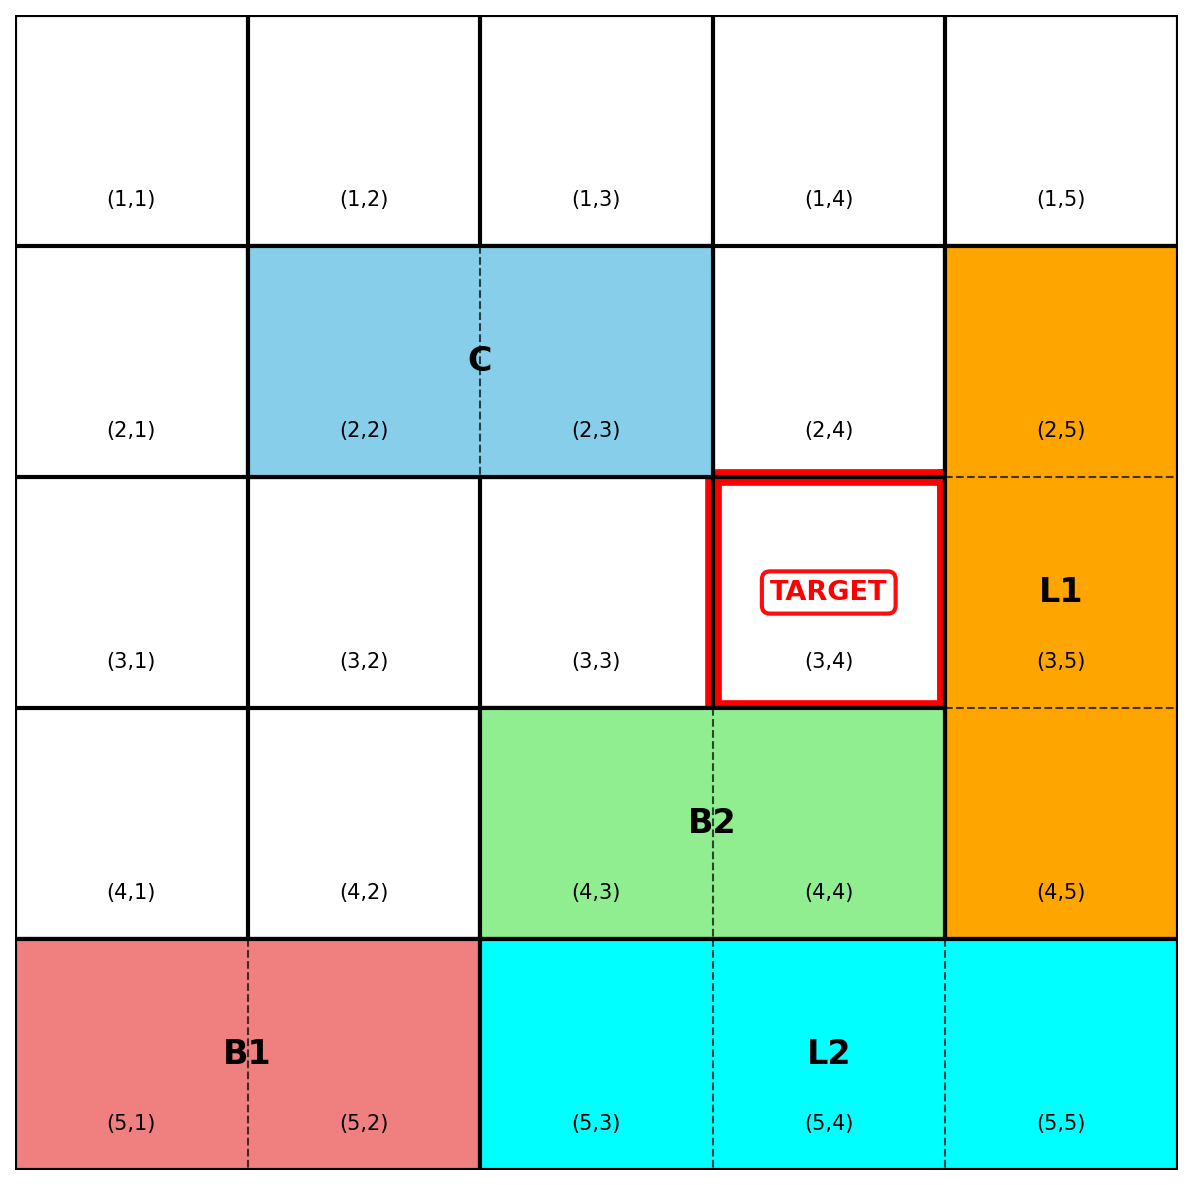 (1,1) (1,2) (1,3) (1,4) (1,5)
C
(2,1) (2,2) (2,3) (2,4) (2,5)
TARGET L1
(3,1) (3,2) (3,3) (3,4) (3,5)
B2
(4,1) (4,2) (4,3) (4,4) (4,5)
B1 L2
(5,1) (5,2) (5,3) (5,4) (5,5)